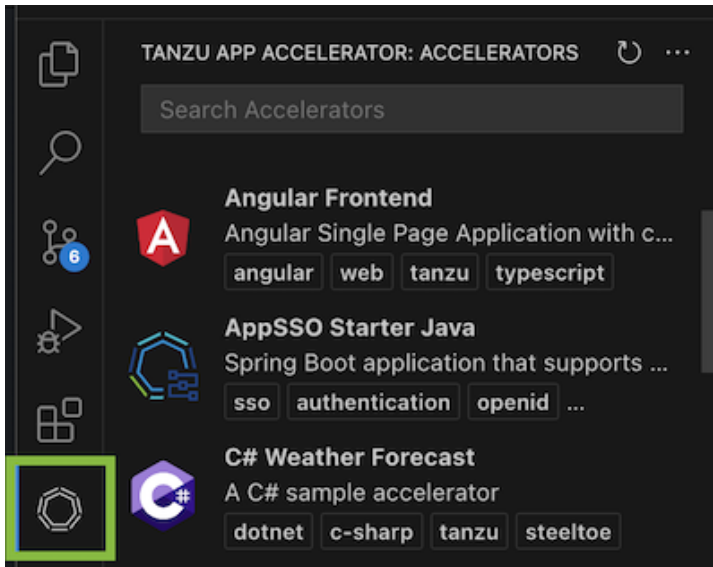 TANZU APP ACCELERATOR: ACCELERATORS
Search Accelerators
Angular Frontend
Angular Single Page Application with c...
angular web tanzu typescript
6
AppSSO Starter Java
Spring Boot application that supports ...
sso authentication openid ...
C# Weather Forecast
A C# sample accelerator
dotnet c-sharp tanzu steeltoe